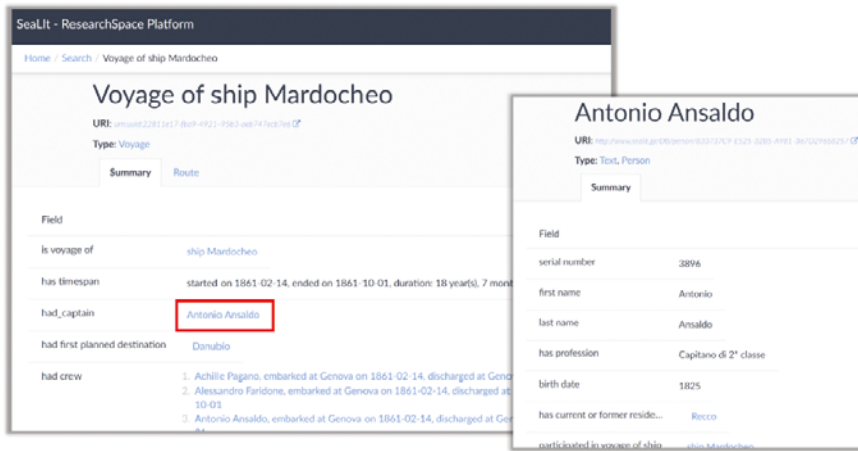 SeaLIt - ResearchSpace Platform
Home / Search / Voyage of ship Mardocheo
Voyage of ship Mardocheo
URI:
Type: Voyage
Summary Route
Field
is voyage of ship Mardocheo
has timespan started on 1861-02-14, ended on 1861-10-01, duration: 18 year(s), 7 mont
had_captain Antonio Ansaldo
had first planned destination Danubio
had crew 1. Achille Pagano, embarked at Genova on 1861-02-14, discharged at Geno
2. Alessandro Faridone, embarked at Genova on 1861-02-14, discharged at
10-01
3. Antonio Ansaldo, embarked at Genova on 1861-02-14, discharged at Ge
Antonio Ansaldo
URI:
Type: Text, Person
Summary
Field
serial number 3896
first name Antonio
last name Ansaldo
has profession Capitano di 2ª classe
birth date 1825
has current or former reside... Recco
participated in voyage of ship ship Mardocheo